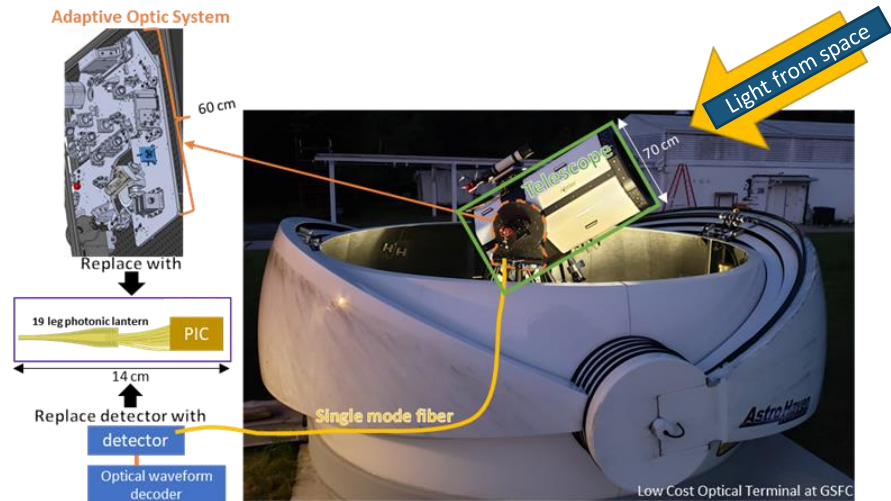 Adaptive Optic System
60 cm
Light from space
70 cm
Telescope
Replace with
19 leg photonic lantern
PIC
14 cm
Replace detector with
detector
Optical waveform
decoder
Single mode fiber
AstroHaven
Low Cost Optical Terminal at GSFC